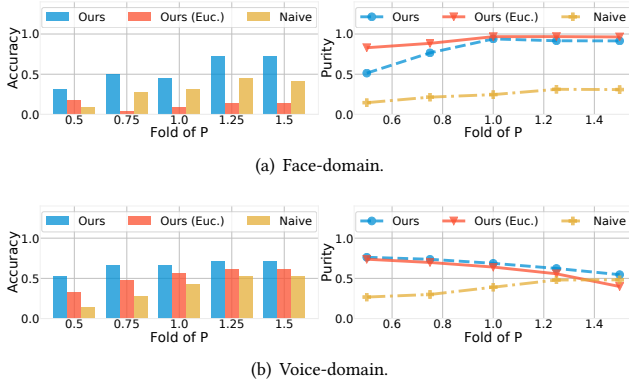 Ours Ours (Euc.) Naive
Accuracy
1.0
0.5
0.0
0.5 0.75 1.0 1.25 1.5
Fold of P
Ours Ours (Euc.) Naive
Purity
1.0
0.5
0.0
0.6 0.8 1.0 1.2 1.4
Fold of P
(a) Face-domain.
Ours Ours (Euc.) Naive
Accuracy
1.0
0.5
0.0
0.5 0.75 1.0 1.25 1.5
Fold of P
Ours Ours (Euc.) Naive
Purity
1.0
0.5
0.0
0.6 0.8 1.0 1.2 1.4
Fold of P
(b) Voice-domain.